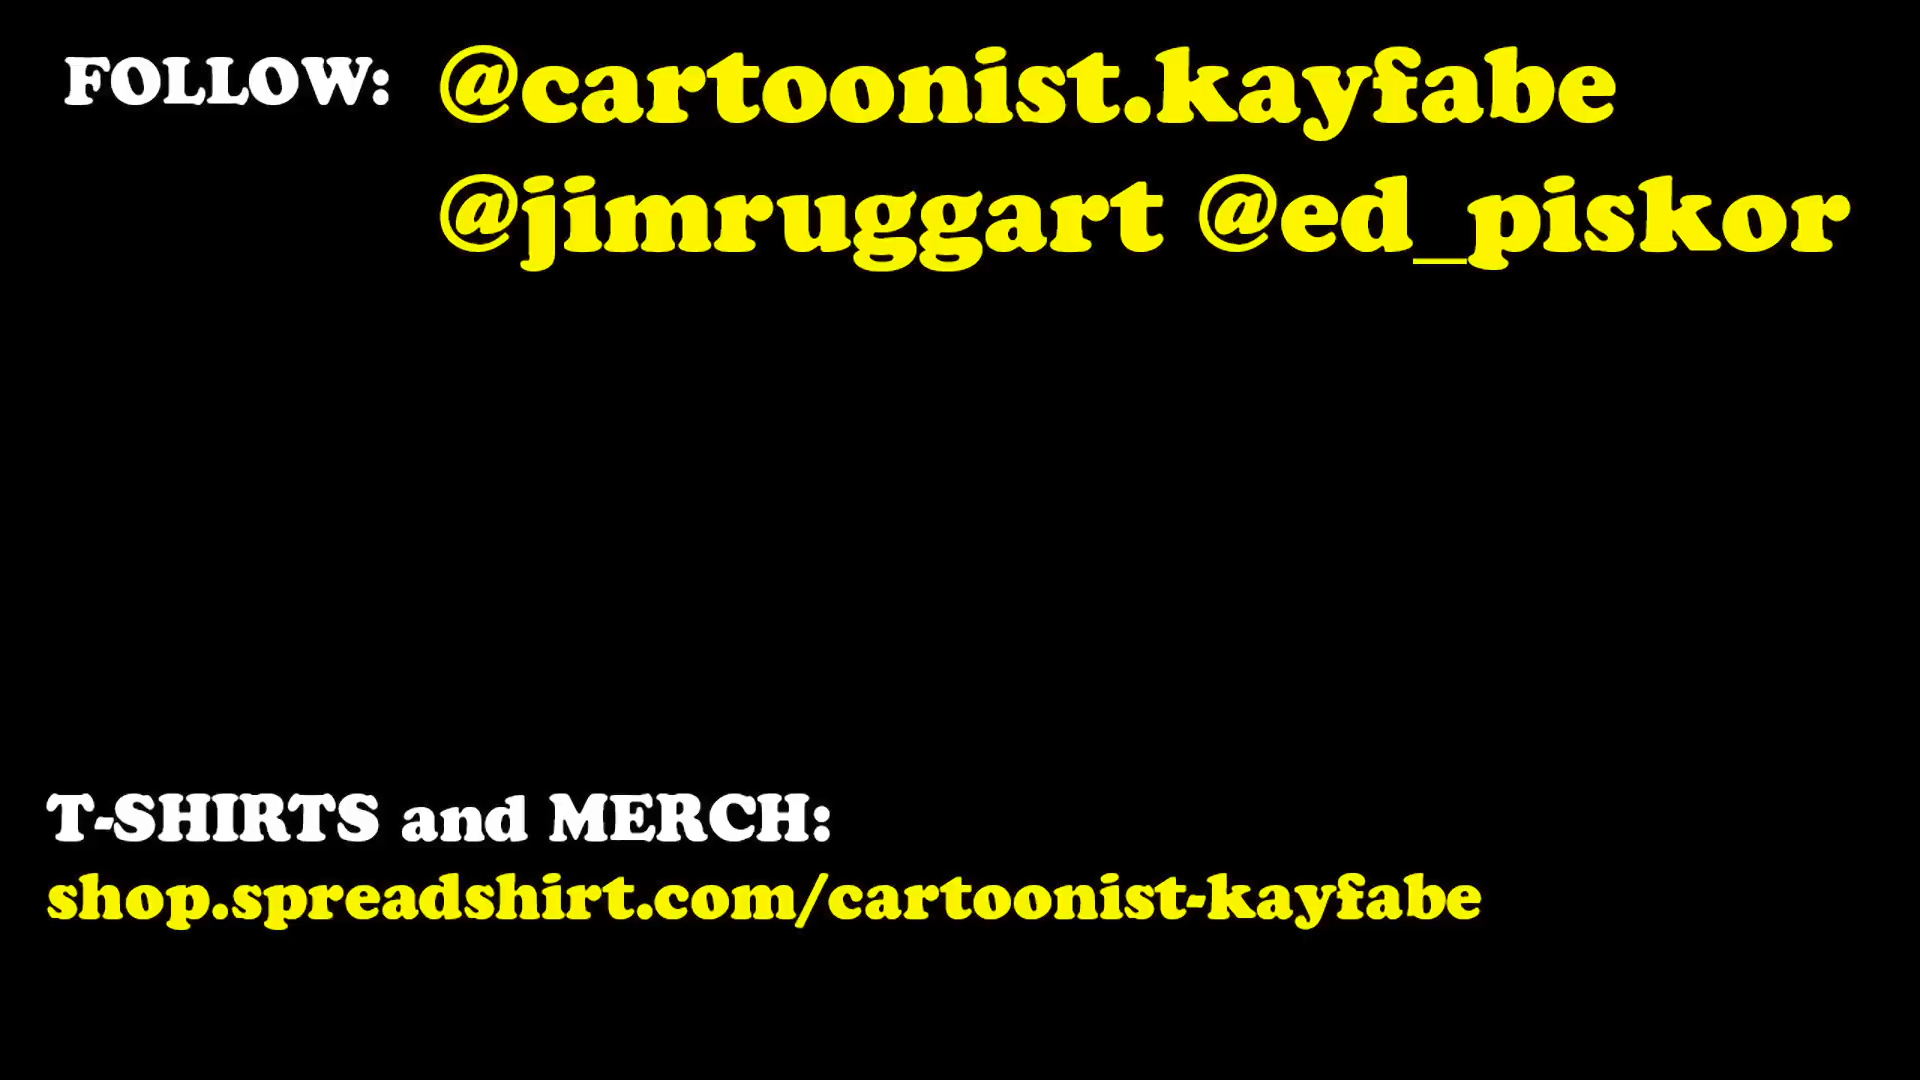 FOLLOW: @cartoonist.kayfabe
@jimruggart @ed_piskor
T-SHIRTS and MERCH:
shop.spreadshirt.com/cartoonist-kayfabe